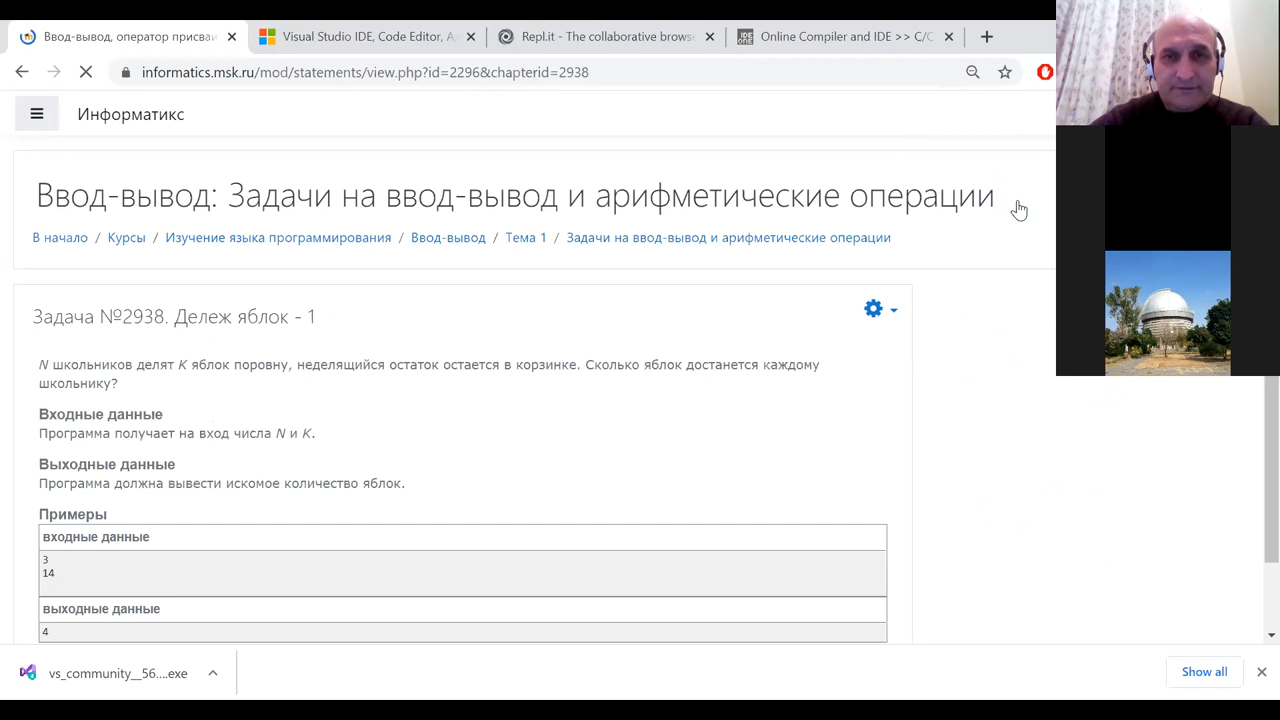 Ввод-вывод, оператор присваи
Visual Studio IDE, Code Editor, A
Repl.it - The collaborative browse
IDE
ONE
Online Compiler and IDE >> C/C
informatics.msk.ru/mod/statements/view.php?id=2296&chapterid=2938
Информатикс
Ввод-вывод: Задачи на ввод-вывод и арифметические операции
В начало / Курсы / Изучение языка программирования / Ввод-вывод / Тема 1 / Задачи на ввод-вывод и арифметические операции
Задача №2938. Дележ яблок - 1
N школьников делят K яблок поровну, неделящийся остаток остается в корзинке. Сколько яблок достанется каждому
школьнику?
Входные данные
Программа получает на вход числа N и K.
Выходные данные
Программа должна вывести искомое количество яблок.
Примеры
входные данные
3
14
выходные данные
4
vs_community__56....exe
Show all